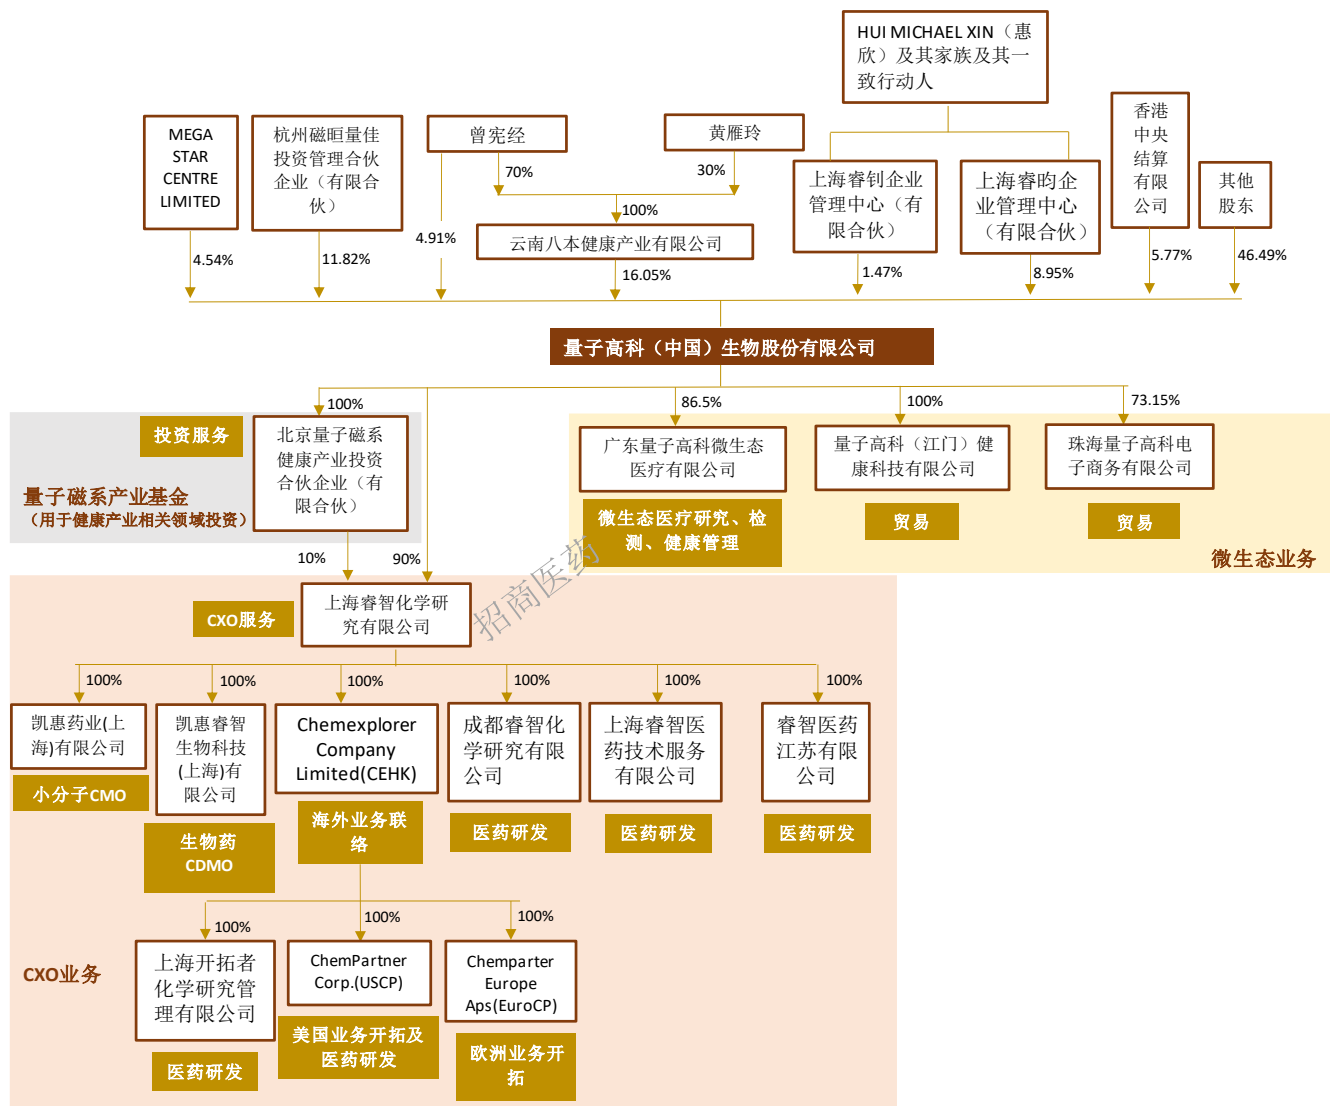 HUI MICHAEL XIN（惠
欣）及其家族及其一
致行动人
MEGA
STAR
CENTRE
LIMITED
杭州磁晅量佳
投资管理合伙
企业（有限合
伙）
曾宪经
黄雁玲
70%
30%
100%
云南八本健康产业有限公司
上海睿钊企业
管理中心（有
限合伙）
上海睿昀企
业管理中心
（有限合伙）
香港
中央
结算
有限
公司
其他
股东
4.54%
11.82%
4.91%
16.05%
1.47%
8.95%
5.77%
46.49%
量子高科（中国）生物股份有限公司
100%
86.5%
100%
73.15%
投资服务
北京量子磁系
健康产业投资
合伙企业（有
限合伙）
量子磁系产业基金
（用于健康产业相关领域投资）
广东量子高科微生态
医疗有限公司
量子高科（江门）健
康科技有限公司
珠海量子高科电
子商务有限公司
微生态医疗研究、检
测、健康管理
贸易
贸易
微生态业务
10%
90%
招商医药
CXO服务
上海睿智化学研
究有限公司
100%
100%
100%
100%
100%
100%
凯惠药业(上
海)有限公司
凯惠睿智
生物科技
(上海)有
限公司
Chemexplorer
Company
Limited(CEHK)
成都睿智化
学研究有限
公司
上海睿智医
药技术服务
有限公司
睿智医药
江苏有限
公司
小分子CMO
生物药
CDMO
海外业务联
络
医药研发
医药研发
医药研发
100%
100%
100%
上海开拓者
化学研究管
理有限公司
ChemPartner
Corp.(USCP)
Chemparter
Europe
Aps(EuroCP)
CXO业务
医药研发
美国业务开拓及
医药研发
欧洲业务开
拓